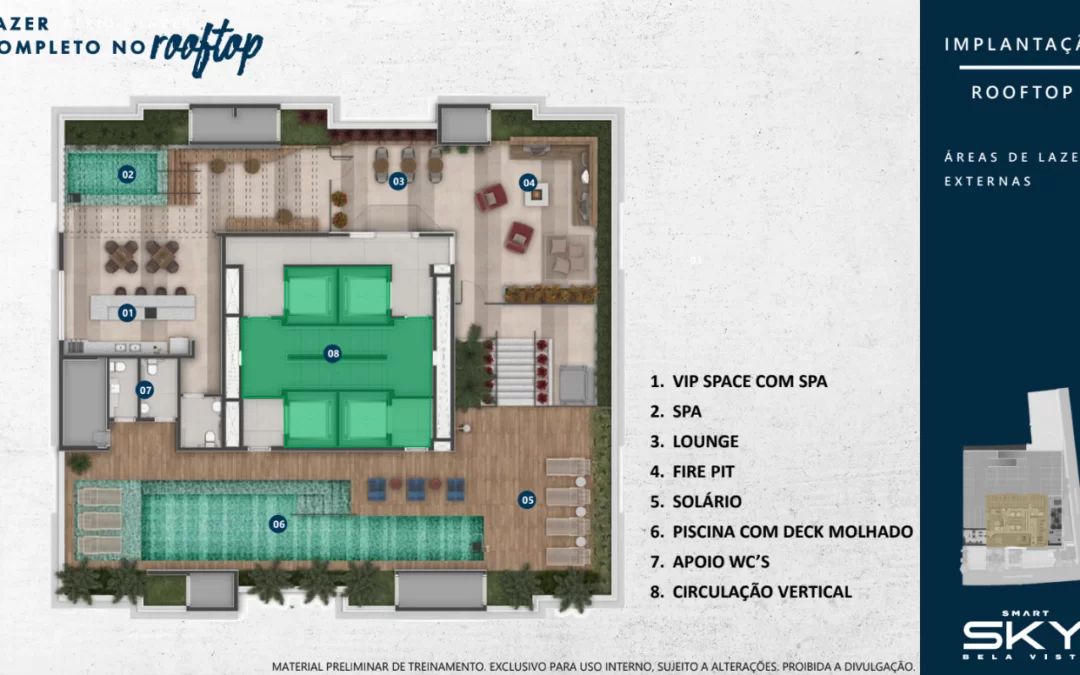 AZER
OMPLETO NO rooftop
IMPLANTAÇÃ
ROOFTOP
ÁREAS DE LAZE
EXTERNAS
02
03
04
01
08
07
05
06
1. VIP SPACE COM SPA
2. SPA
3. LOUNGE
4. FIRE PIT
5. SOLÁRIO
6. PISCINA COM DECK MOLHADO
7. APOIO WC’S
8. CIRCULAÇÃO VERTICAL
SMART
SKY
BELA VIST
MATERIAL PRELIMINAR DE TREINAMENTO. EXCLUSIVO PARA USO INTERNO, SUJEITO A ALTERAÇÕES. PROIBIDA A DIVULGAÇÃO.